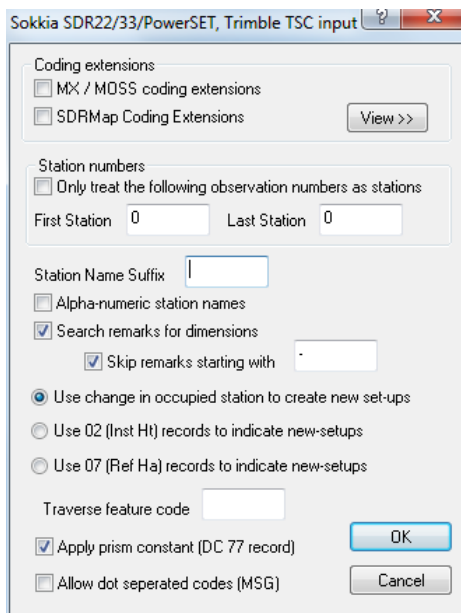 Sokkia SDR22/33/PowerSET, Trimble TSC input ? X
Coding extensions
MX / MOSS coding extensions
SDRMap Coding Extensions View >>
Station numbers
Only treat the following observation numbers as stations
First Station 0 Last Station 0
Station Name Suffix
Alpha-numeric station names
Search remarks for dimensions
Skip remarks starting with -
Use change in occupied station to create new set-ups
Use 02 (Inst Ht) records to indicate new-setups
Use 07 (Ref Ha) records to indicate new-setups
Traverse feature code
Apply prism constant (DC 77 record) OK
Allow dot seperated codes (MSG) Cancel